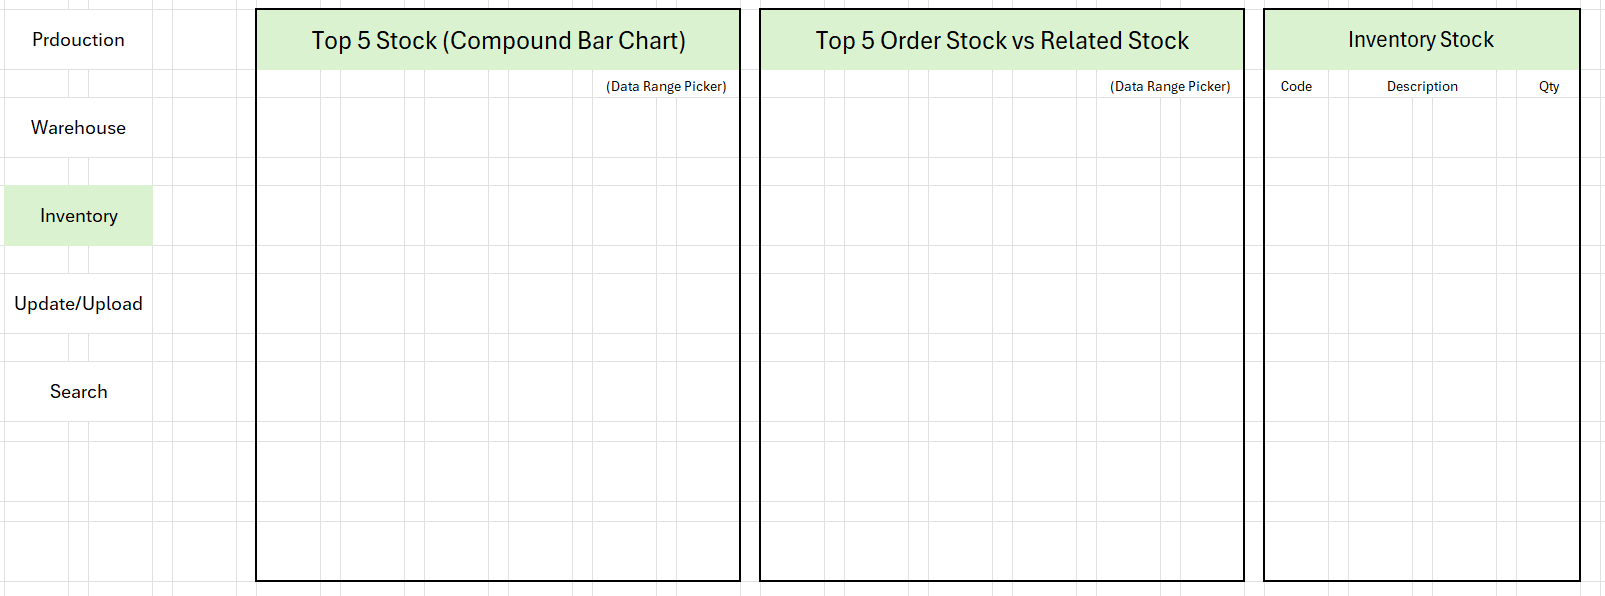 Prdouction
Warehouse
Inventory
Update/Upload
Search
Top 5 Stock (Compound Bar Chart)
(Data Range Picker)
Top 5 Order Stock vs Related Stock
(Data Range Picker)
Inventory Stock
Code Description Qty